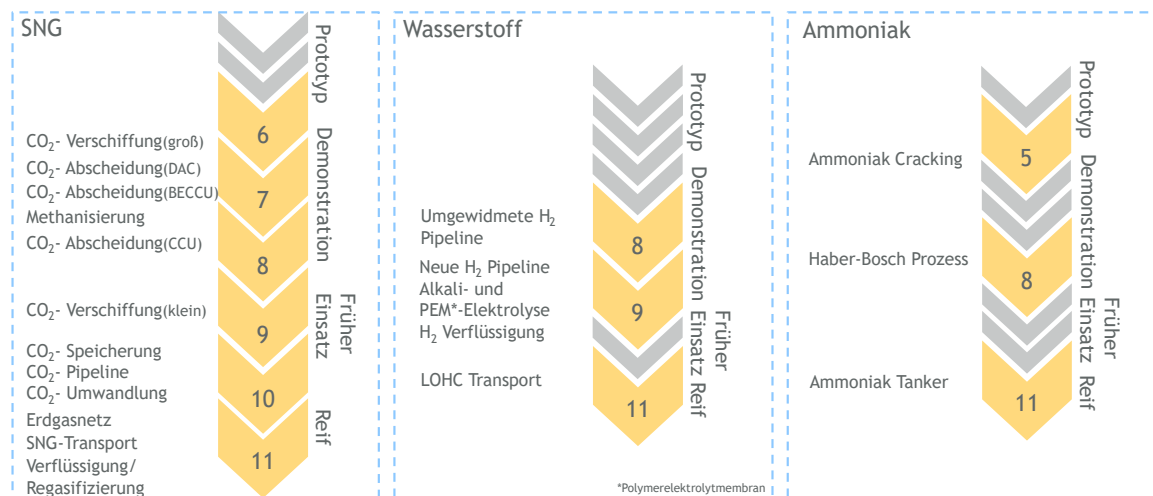 SNG
Prototyp
Demonstration
Früher
Einsatz
Reif
CO₂- Verschiffung(groß)
CO₂- Abscheidung(DAC)
CO₂- Abscheidung(BECCU)
Methanisierung
CO₂- Abscheidung(CCU)
CO₂- Verschiffung(klein)
CO₂- Speicherung
CO₂- Pipeline
CO₂- Umwandlung
Erdgasnetz
SNG-Transport
Verflüssigung/
Regasifizierung
6
7
8
9
10
11
Wasserstoff
Prototyp
Demonstration
Früher
Einsatz
Reif
Umgewidmete H₂
Pipeline
Neue H₂ Pipeline
Alkali- und
PEM*-Elektrolyse
H₂ Verflüssigung
LOHC Transport
8
9
11
*Polymerelektrolytmembran
Ammoniak
Prototyp
Demonstration
Früher
Einsatz
Reif
Ammoniak Cracking
Haber-Bosch Prozess
Ammoniak Tanker
5
8
11